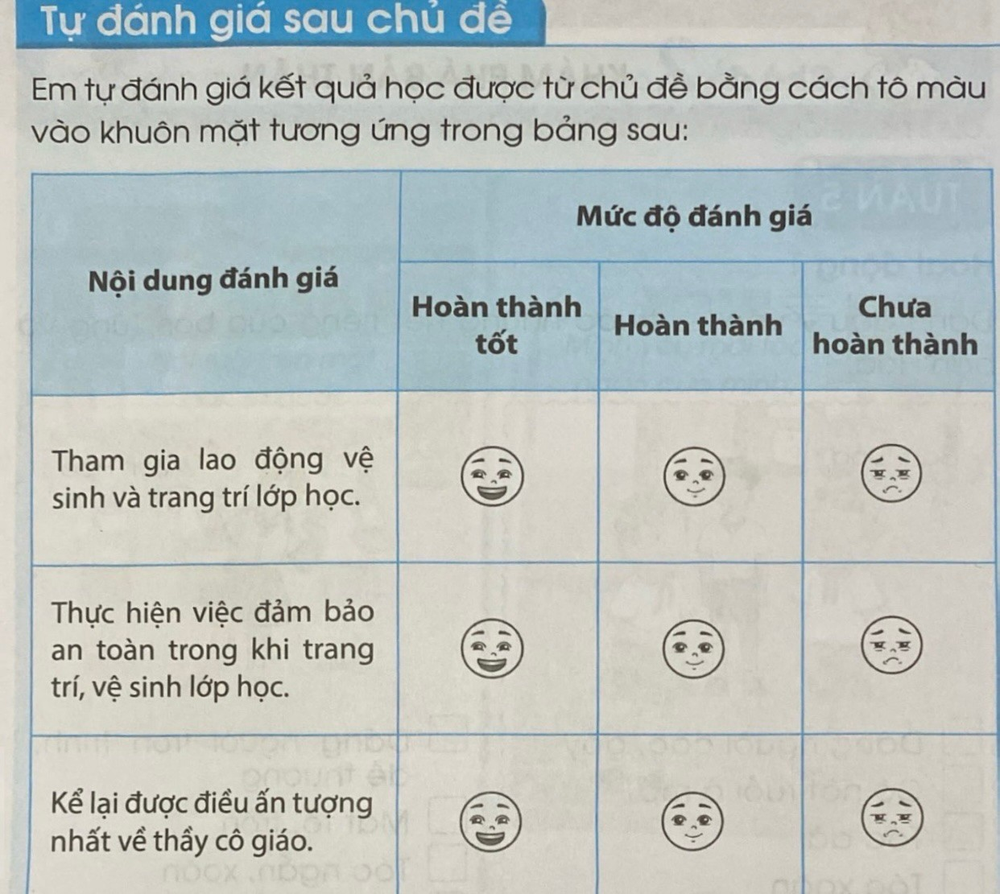 Tự đánh giá sau chủ đề
Em tự đánh giá kết quả học được từ chủ đề bằng cách tô màu
vào khuôn mặt tương ứng trong bảng sau:
Nội dung đánh giá
Mức độ đánh giá
Hoàn thành
tốt
Hoàn thành
Chưa
hoàn thành
Tham gia lao động vệ
sinh và trang trí lớp học.
Thực hiện việc đảm bảo
an toàn trong khi trang
trí, vệ sinh lớp học.
Kể lại được điều ấn tượng
nhất về thầy cô giáo.